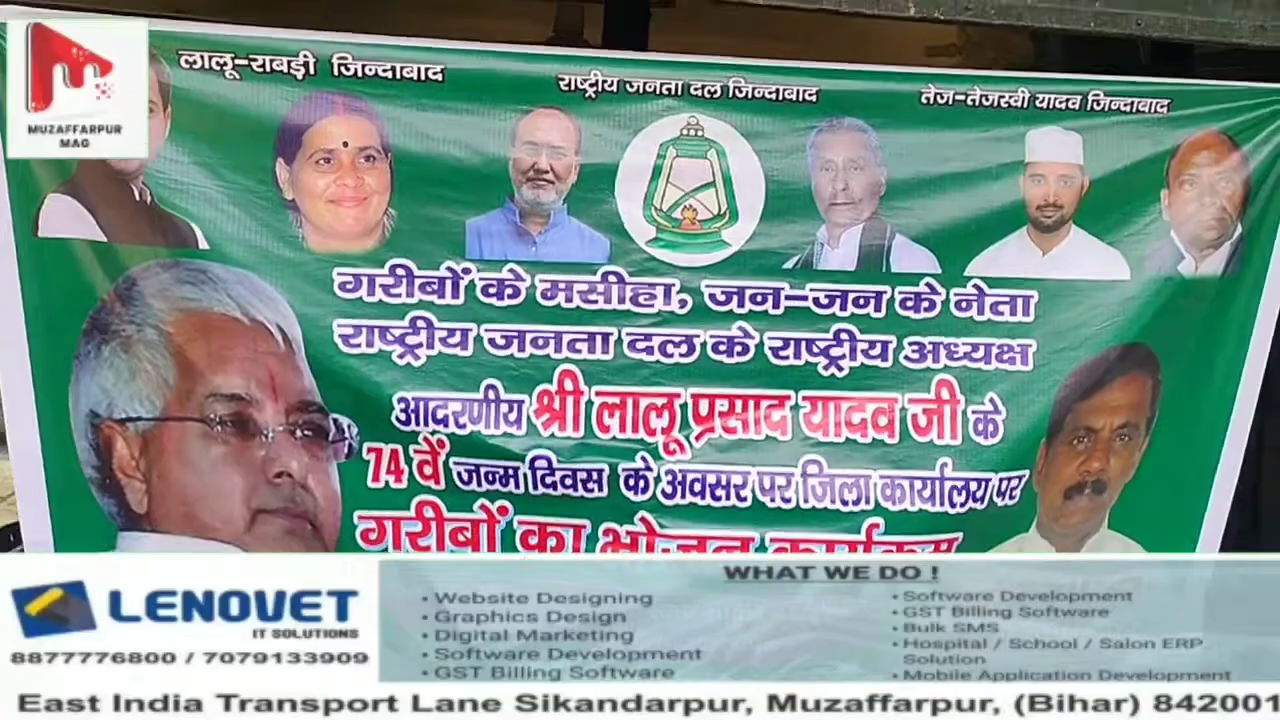 MUZAFFARPUR
MAG
लालू-राबड़ी जिन्दाबाद
राष्ट्रीय जनता दल जिन्दाबाद
तेज-तेजस्वी यादव जिन्दाबाद
गरीबों के मसीहा, जन-जन के नेता
राष्ट्रीय जनता दल के राष्ट्रीय अध्यक्ष
आदरणीय श्री लालू प्रसाद यादव जी के
74 वें जन्म दिवस के अवसर पर जिला कार्यालय पर
गरीबों का भोजन कार्यक्रम
LENOVET
IT SOLUTIONS
8877776800 / 7079133909
WHAT WE DO !
• Website Designing
• Graphics Design
• Digital Marketing
• Software Development
• GST Billing Software
• Software Development
• GST Billing Software
• Bulk SMS
• Hospital / School / Salon ERP
Solution
• Mobile Application Development
East India Transport Lane Sikandarpur, Muzaffarpur, (Bihar) 842001